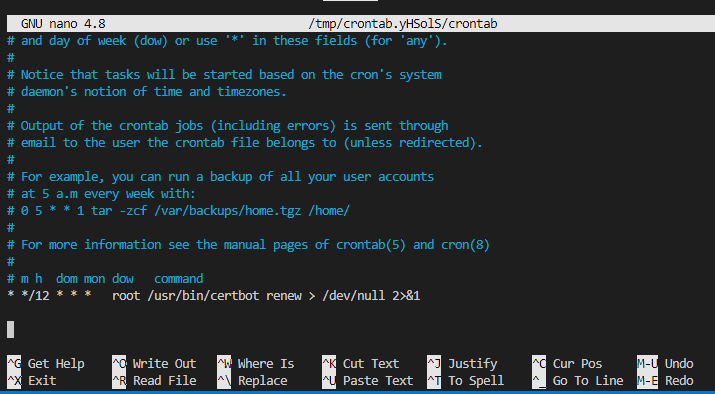 GNU nano 4.8 /tmp/crontab.yHSolS/crontab
# and day of week (dow) or use '*' in these fields (for 'any').
#
# Notice that tasks will be started based on the cron's system
# daemon's notion of time and timezones.
#
# Output of the crontab jobs (including errors) is sent through
# email to the user the crontab file belongs to (unless redirected).
#
# For example, you can run a backup of all your user accounts
# at 5 a.m every week with:
# 0 5 * * 1 tar -zcf /var/backups/home.tgz /home/
#
# For more information see the manual pages of crontab(5) and cron(8)
#
# m h  dom mon dow   command
* */12 * * *   root /usr/bin/certbot renew > /dev/null 2>&1
^G Get Help ^O Write Out ^W Where Is ^K Cut Text ^J Justify ^C Cur Pos M-U Undo
^X Exit ^R Read File ^\ Replace ^U Paste Text ^T To Spell ^_ Go To Line M-E Redo